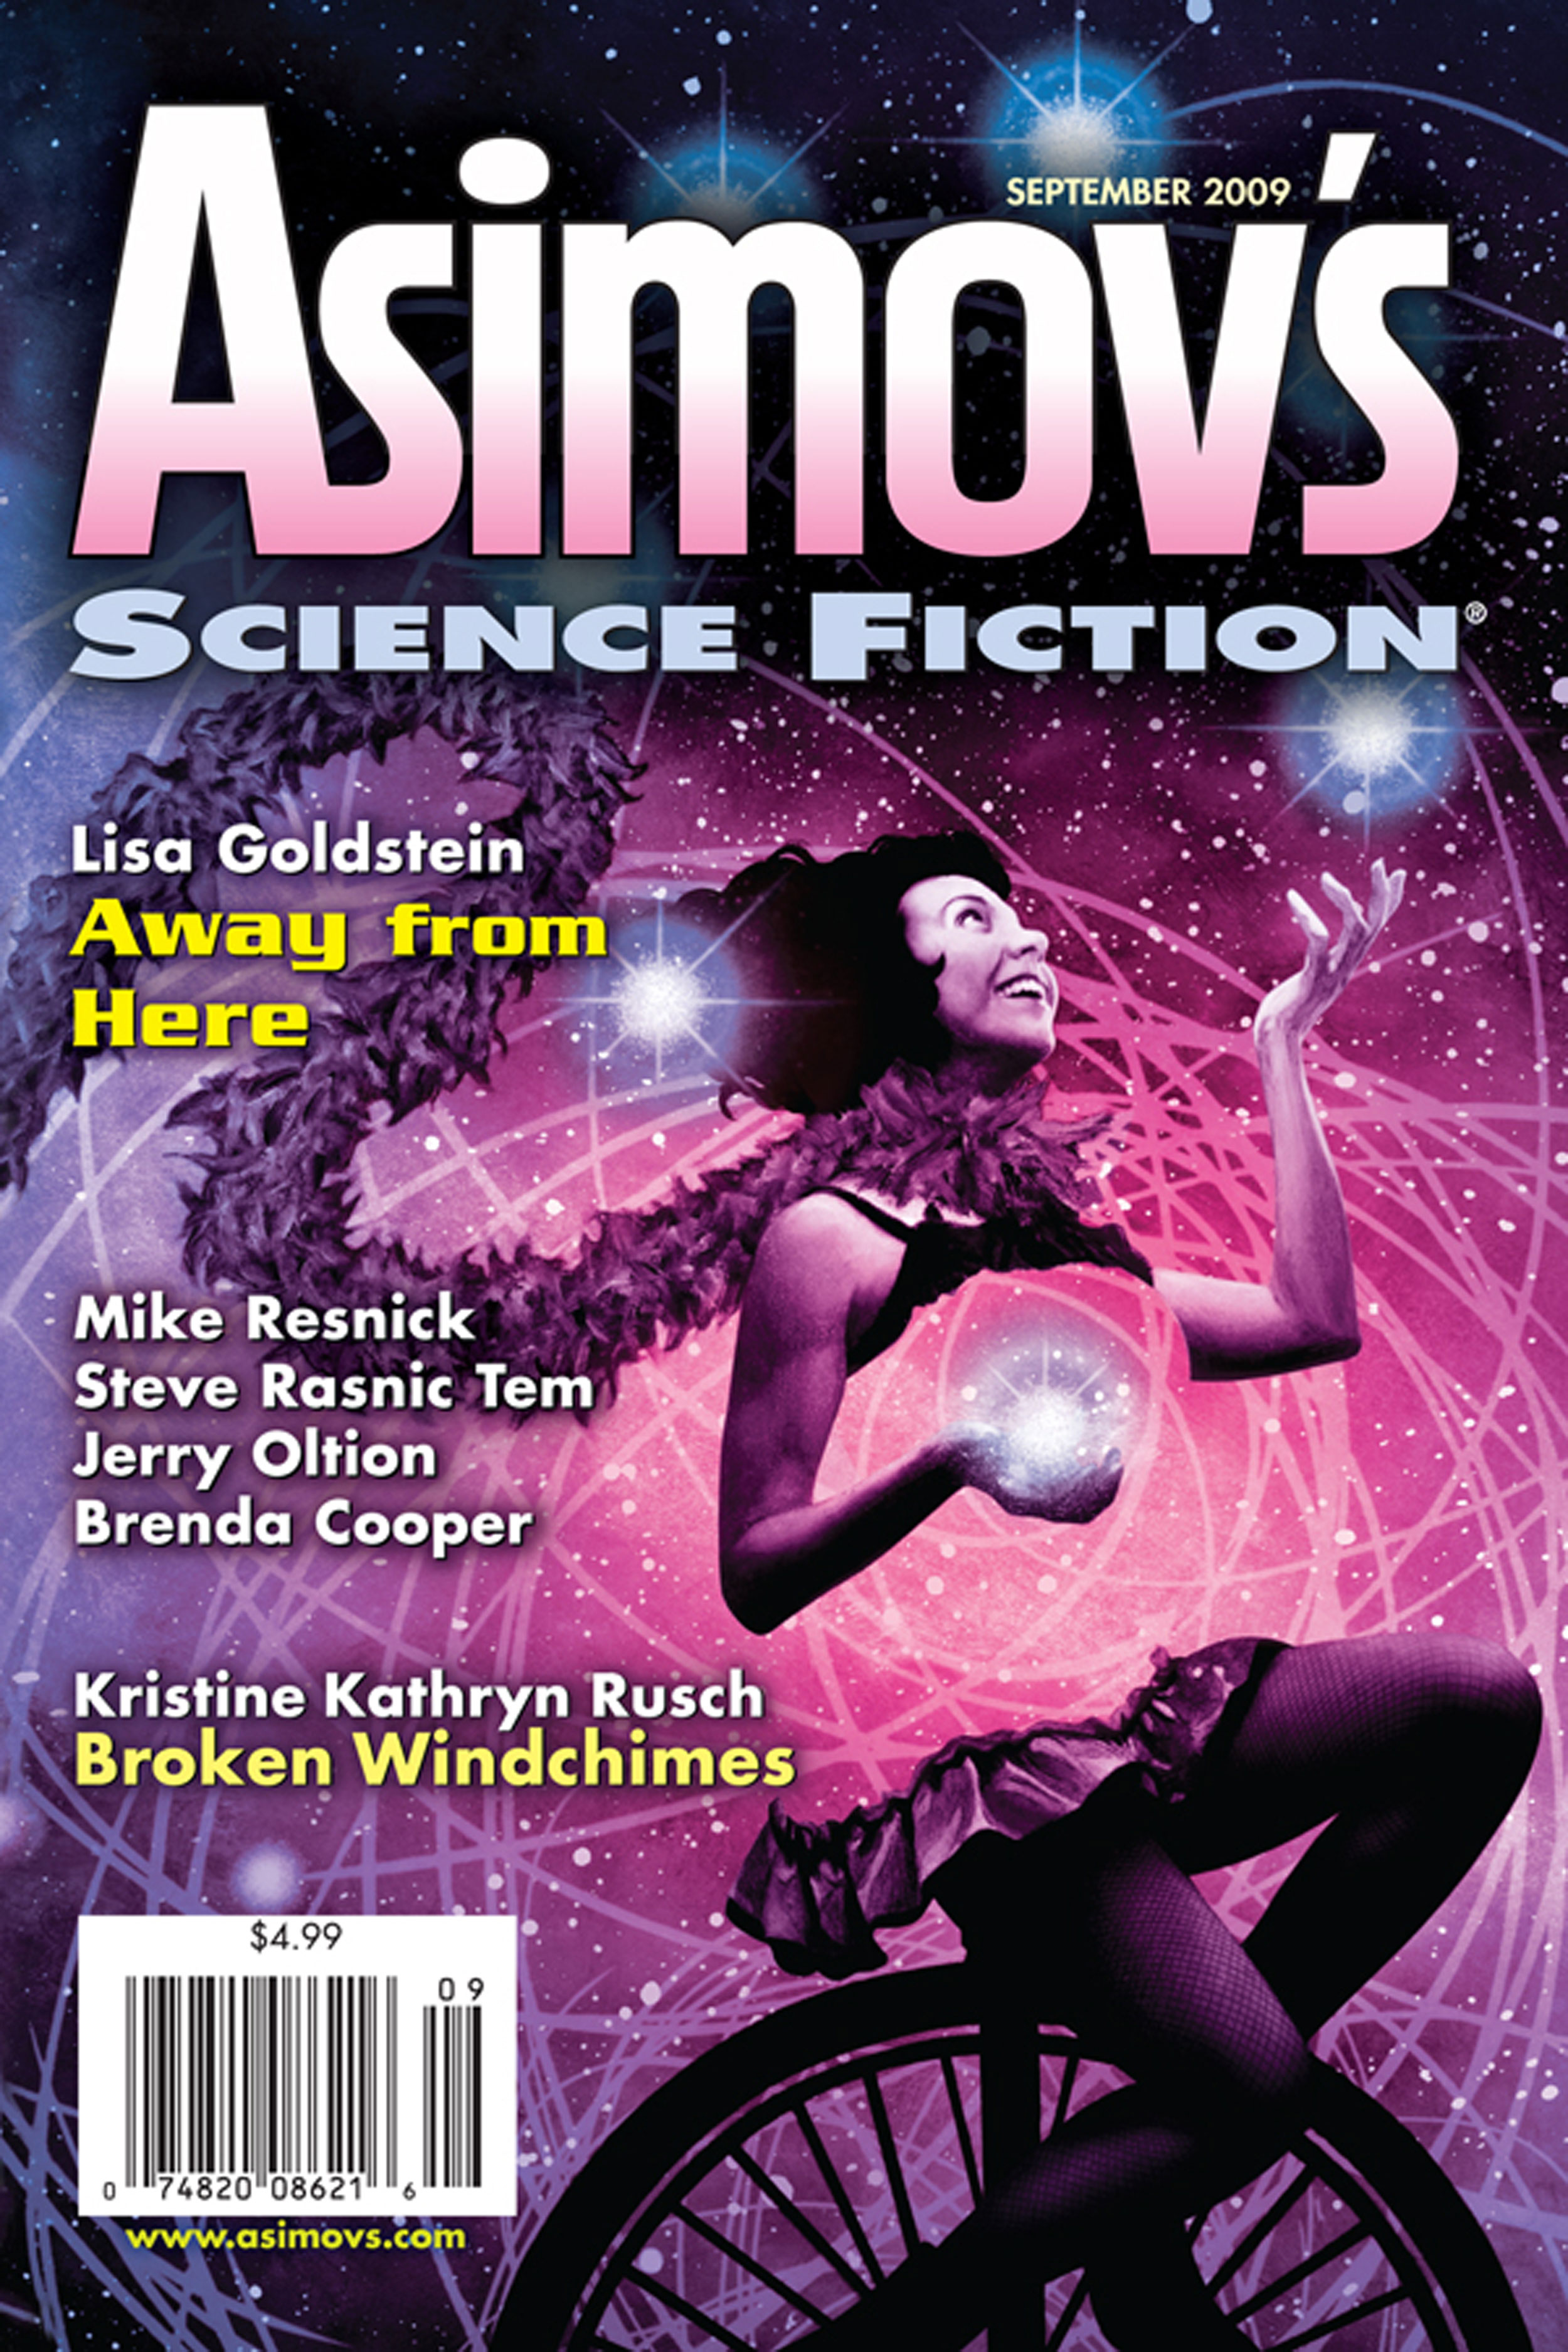 SEPTEMBER 2009
Asimov's
SCIENCE FICTION®
Lisa Goldstein
Away from
Here
Mike Resnick
Steve Rasnic Tem
Jerry Oltion
Brenda Cooper
Kristine Kathryn Rusch
Broken Windchimes
$4.99
09
0 74820 08621 6
www.asimovs.com